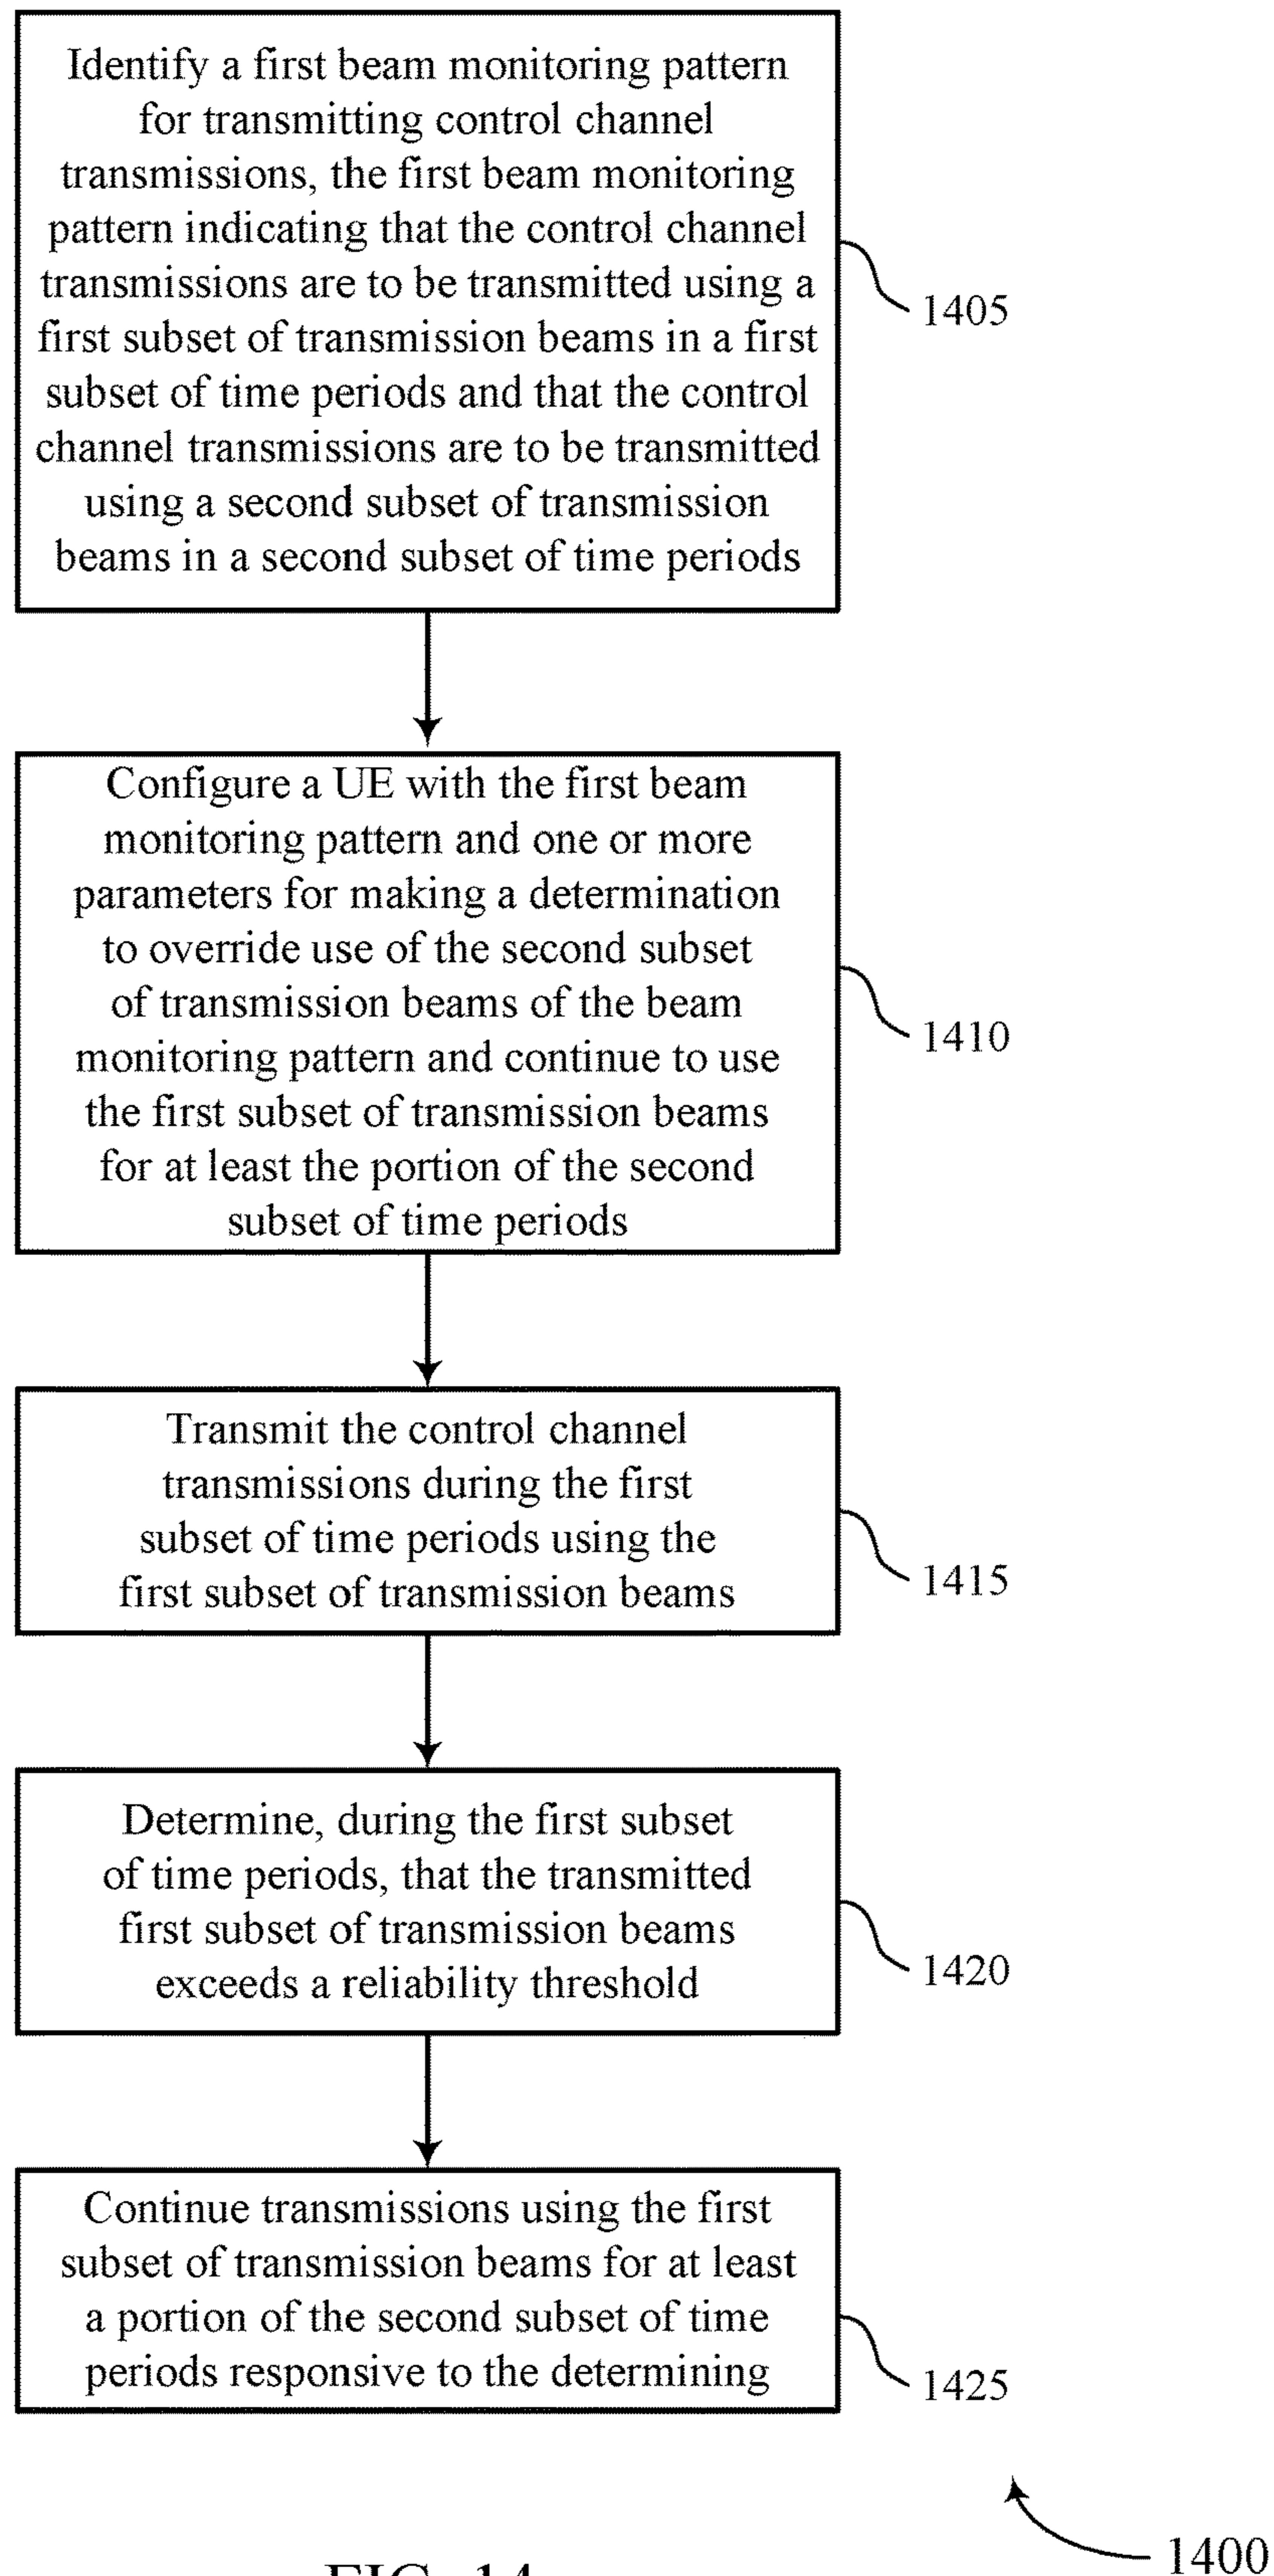 Identify a first beam monitoring pattern
for transmitting control channel
transmissions, the first beam monitoring
pattern indicating that the control channel
transmissions are to be transmitted using a
first subset of transmission beams in a first
subset of time periods and that the control
channel transmissions are to be transmitted
using a second subset of transmission
beams in a second subset of time periods
1405
Configure a UE with the first beam
monitoring pattern and one or more
parameters for making a determination
to override use of the second subset
of transmission beams of the beam
monitoring pattern and continue to use
the first subset of transmission beams
for at least the portion of the second
subset of time periods
1410
Transmit the control channel
transmissions during the first
subset of time periods using the
first subset of transmission beams
1415
Determine, during the first subset
of time periods, that the transmitted
first subset of transmission beams
exceeds a reliability threshold
1420
Continue transmissions using the first
subset of transmission beams for at least
a portion of the second subset of time
periods responsive to the determining
1425
1400
FIG. 14